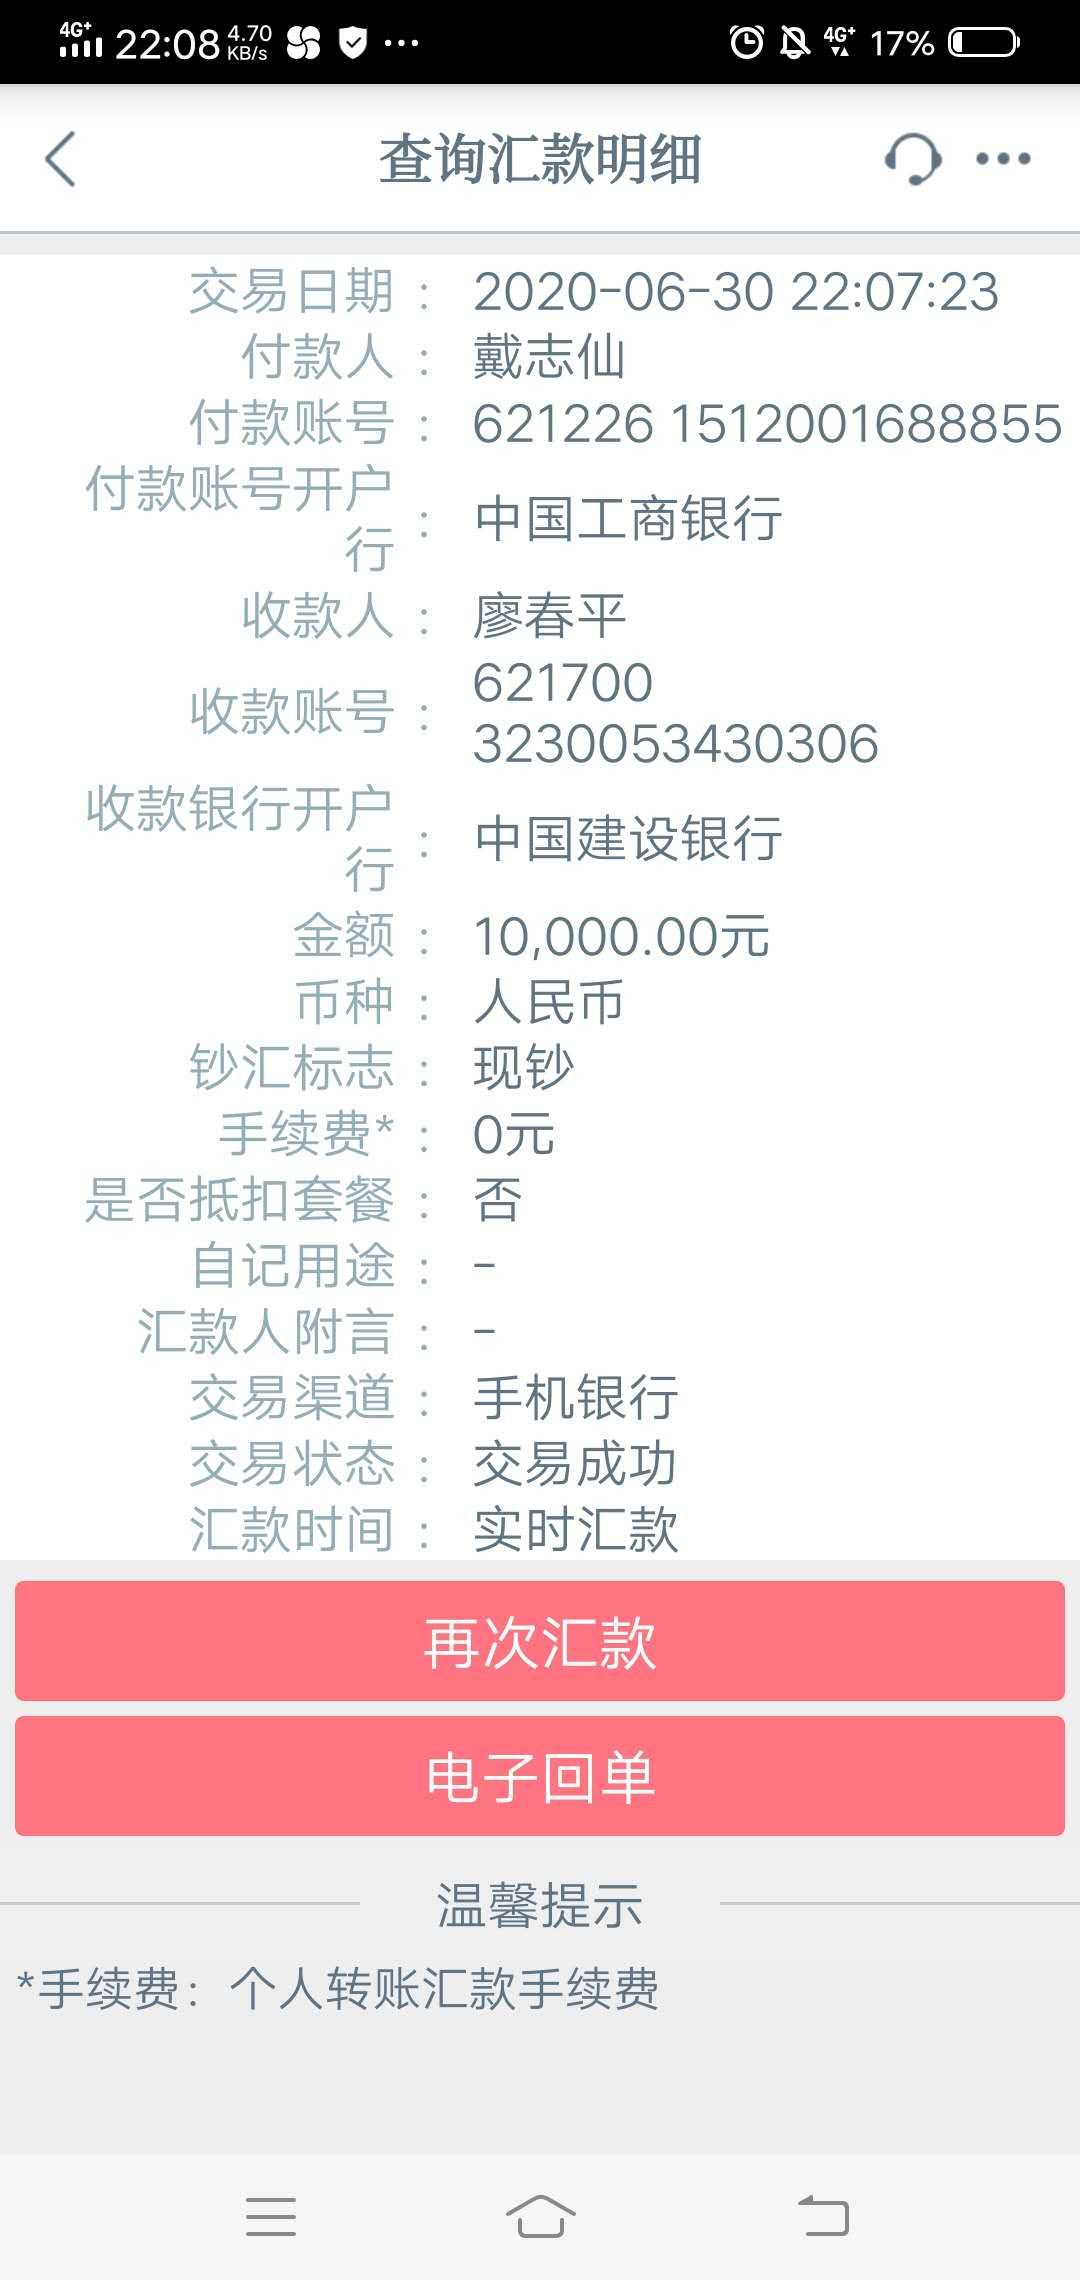 4G+ 22:08 4.70 KB/s 4G+ 17%
查询汇款明细
交易日期 : 2020-06-30 22:07:23
付款人 : 戴志仙
付款账号 : 621226 1512001688855
付款账号开户行 : 中国工商银行
收款人 : 廖春平
收款账号 : 621700
3230053430306
收款银行开户行 : 中国建设银行
金额 : 10,000.00元
币种 : 人民币
钞汇标志 : 现钞
手续费* : 0元
是否抵扣套餐 : 否
自记用途 : -
汇款人附言 : -
交易渠道 : 手机银行
交易状态 : 交易成功
汇款时间 : 实时汇款
再次汇款
电子回单
温馨提示
*手续费：个人转账汇款手续费